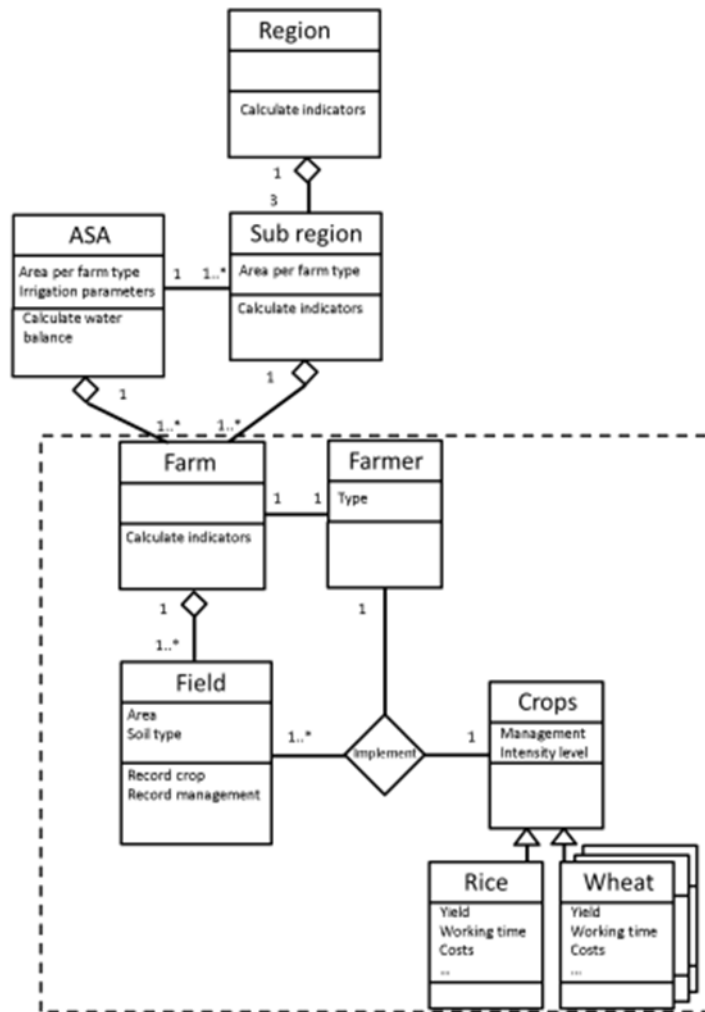 Region
Calculate indicators
1
3
ASA
Area per farm type
Irrigation parameters
Calculate water
balance
1
1..*
Sub region
Area per farm type
Calculate indicators
1
1
1..*
1..*
Farm
Calculate indicators
1
1
Farmer
Type
1
1..*
1
Field
Area
Soil type
Record crop
Record management
1..*
Implement
1
Crops
Management
Intensity level
Rice
Yield
Working time
Costs
..
Wheat
Yield
Working time
Costs
...